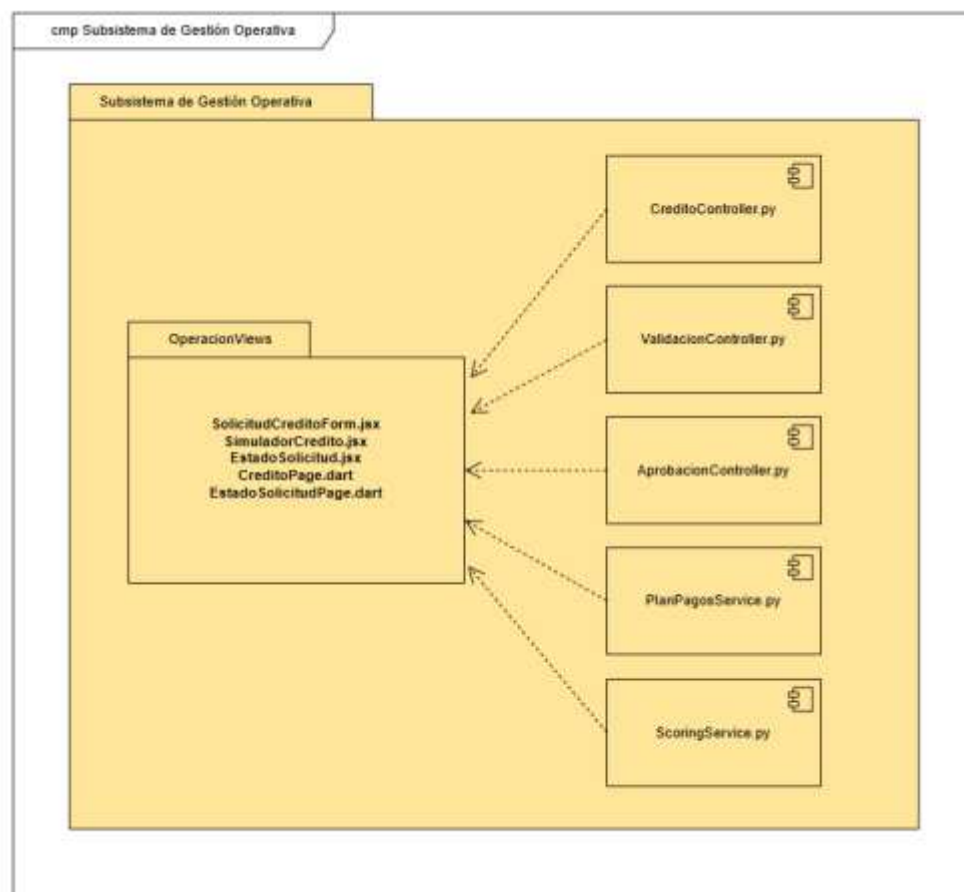 cmp Subsistema de Gestión Operativa
Subsistema de Gestión Operativa
CreditoController.py
ValidacionController.py
OperacionViews
SolicitudCreditoForm.jsx
SimuladorCredito.jsx
EstadoSolicitud.jsx
CreditoPage.dart
EstadoSolicitudPage.dart
AprobacionController.py
PlanPagosService.py
ScoringService.py